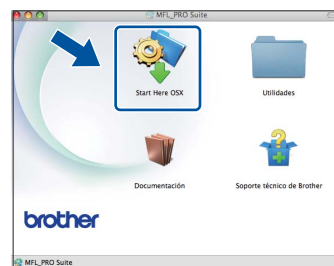 MFL_PRO Suite
Start Here OSX
Utilidades
Documentación
Soporte técnico de Brother
brother
MFL_PRO Suite